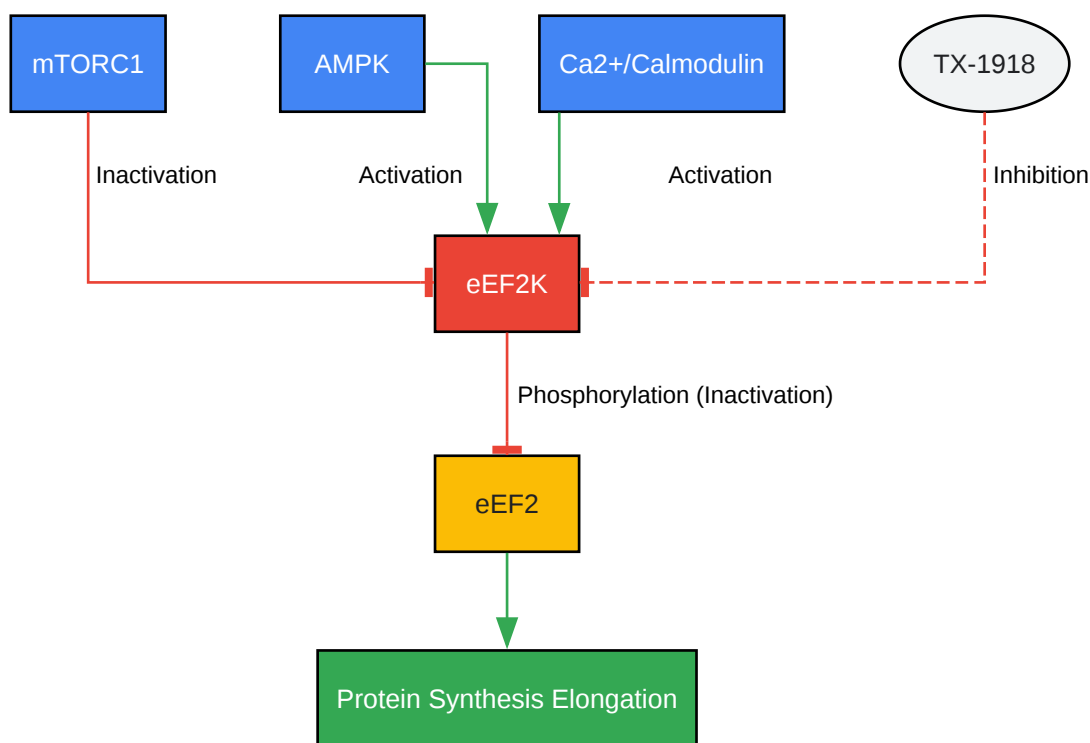 mTORC1
AMPK
Ca2+/Calmodulin
TX-1918
Inactivation
Activation
Activation
Inhibition
eEF2K
Phosphorylation (Inactivation)
eEF2
Protein Synthesis Elongation